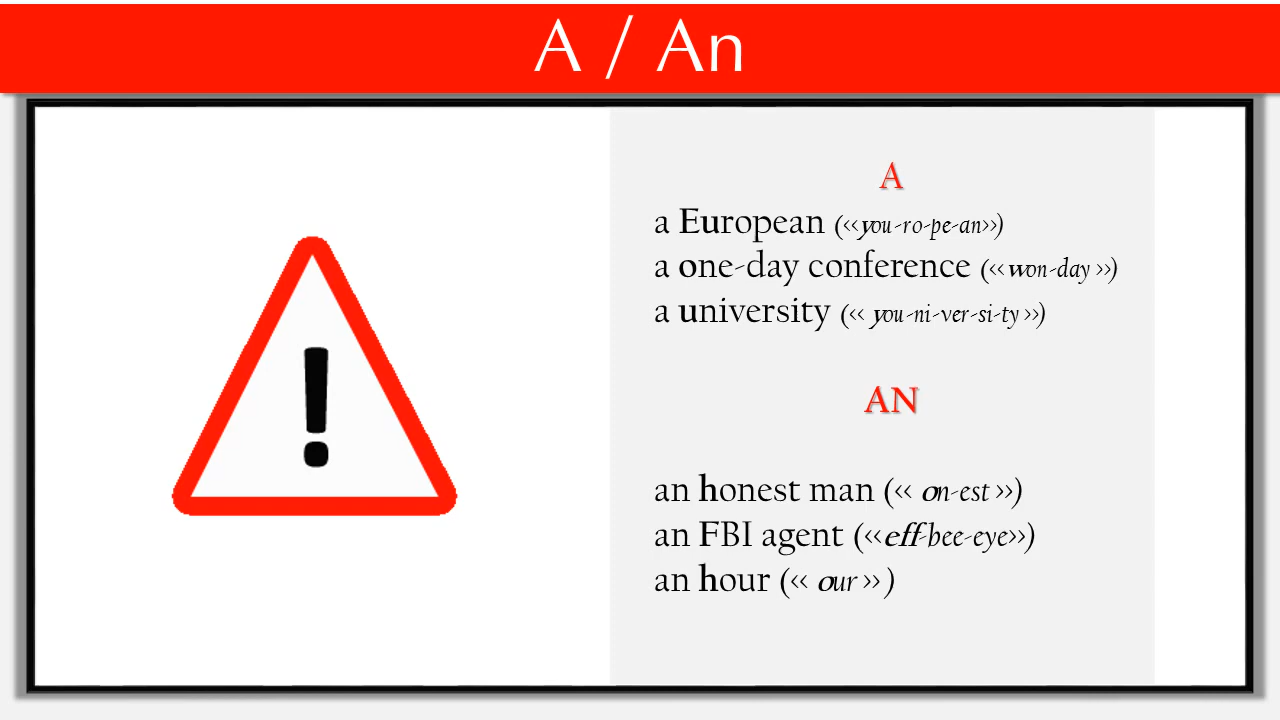 A / An
A
a European (‹‹you-ro-pe-an››)
a one-day conference (‹‹won-day ››)
a university (‹‹ you-ni-ver-si-ty ››)
AN
an honest man (‹‹ on-est ››)
an FBI agent (‹‹eff-bee-eye››)
an hour (‹‹ our ›› )
!